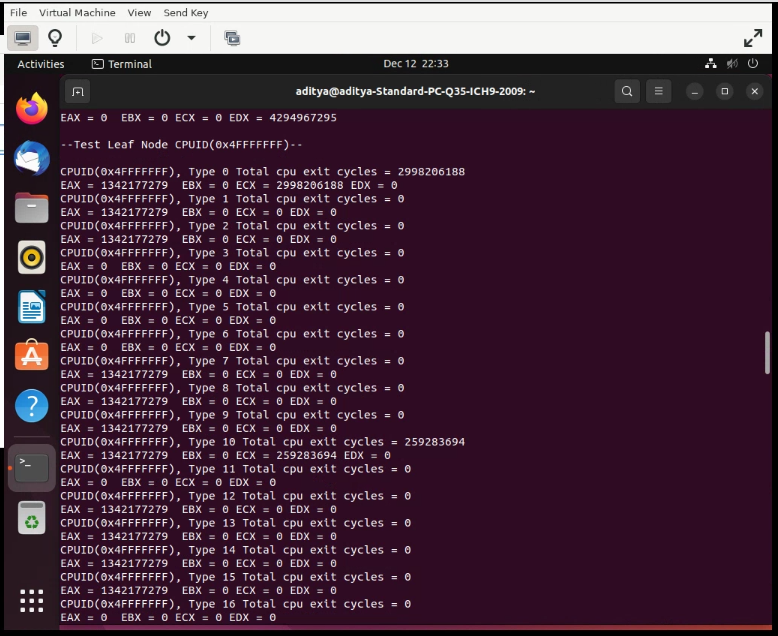 File Virtual Machine View Send Key
Activities Terminal Dec 12 22:33
aditya@aditya-Standard-PC-Q35-ICH9-2009: ~
EAX = 0  EBX = 0 ECX = 0 EDX = 4294967295
--Test Leaf Node CPUID(0x4FFFFFFF)--
CPUID(0x4FFFFFFF), Type 0 Total cpu exit cycles = 2998206188
EAX = 1342177279  EBX = 0 ECX = 2998206188 EDX = 0
CPUID(0x4FFFFFFF), Type 1 Total cpu exit cycles = 0
EAX = 1342177279  EBX = 0 ECX = 0 EDX = 0
CPUID(0x4FFFFFFF), Type 2 Total cpu exit cycles = 0
EAX = 1342177279  EBX = 0 ECX = 0 EDX = 0
CPUID(0x4FFFFFFF), Type 3 Total cpu exit cycles = 0
EAX = 0  EBX = 0 ECX = 0 EDX = 0
CPUID(0x4FFFFFFF), Type 4 Total cpu exit cycles = 0
EAX = 0  EBX = 0 ECX = 0 EDX = 0
CPUID(0x4FFFFFFF), Type 5 Total cpu exit cycles = 0
EAX = 0  EBX = 0 ECX = 0 EDX = 0
CPUID(0x4FFFFFFF), Type 6 Total cpu exit cycles = 0
EAX = 0  EBX = 0 ECX = 0 EDX = 0
CPUID(0x4FFFFFFF), Type 7 Total cpu exit cycles = 0
EAX = 1342177279  EBX = 0 ECX = 0 EDX = 0
CPUID(0x4FFFFFFF), Type 8 Total cpu exit cycles = 0
EAX = 1342177279  EBX = 0 ECX = 0 EDX = 0
CPUID(0x4FFFFFFF), Type 9 Total cpu exit cycles = 0
EAX = 1342177279  EBX = 0 ECX = 0 EDX = 0
CPUID(0x4FFFFFFF), Type 10 Total cpu exit cycles = 259283694
EAX = 1342177279  EBX = 0 ECX = 259283694 EDX = 0
CPUID(0x4FFFFFFF), Type 11 Total cpu exit cycles = 0
EAX = 0  EBX = 0 ECX = 0 EDX = 0
CPUID(0x4FFFFFFF), Type 12 Total cpu exit cycles = 0
EAX = 1342177279  EBX = 0 ECX = 0 EDX = 0
CPUID(0x4FFFFFFF), Type 13 Total cpu exit cycles = 0
EAX = 1342177279  EBX = 0 ECX = 0 EDX = 0
CPUID(0x4FFFFFFF), Type 14 Total cpu exit cycles = 0
EAX = 1342177279  EBX = 0 ECX = 0 EDX = 0
CPUID(0x4FFFFFFF), Type 15 Total cpu exit cycles = 0
EAX = 1342177279  EBX = 0 ECX = 0 EDX = 0
CPUID(0x4FFFFFFF), Type 16 Total cpu exit cycles = 0
EAX = 0  EBX = 0 ECX = 0 EDX = 0